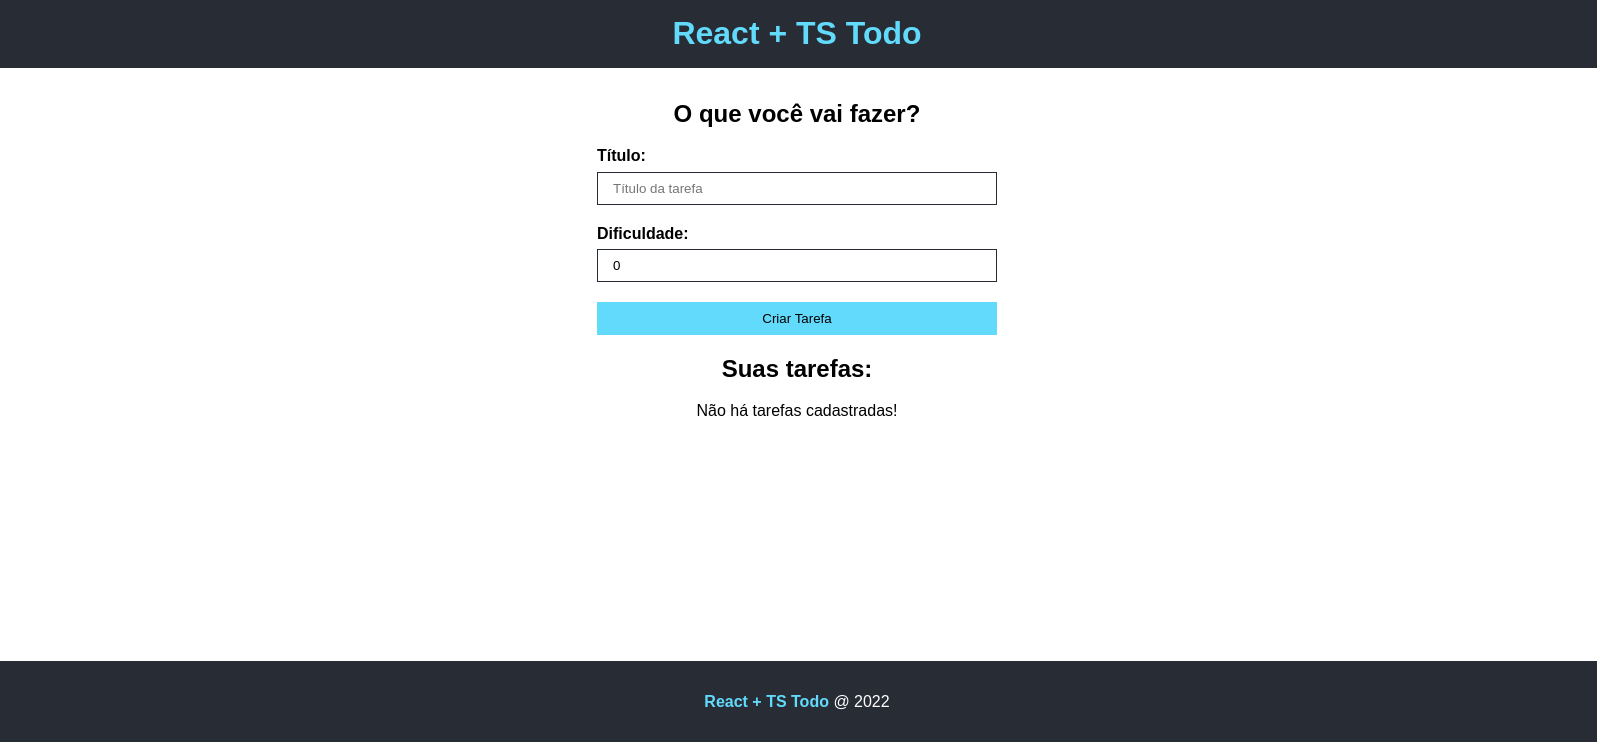 React + TS Todo
O que você vai fazer?
Título:
Título da tarefa
Dificuldade:
0
Criar Tarefa
Suas tarefas:
Não há tarefas cadastradas!
React + TS Todo @ 2022